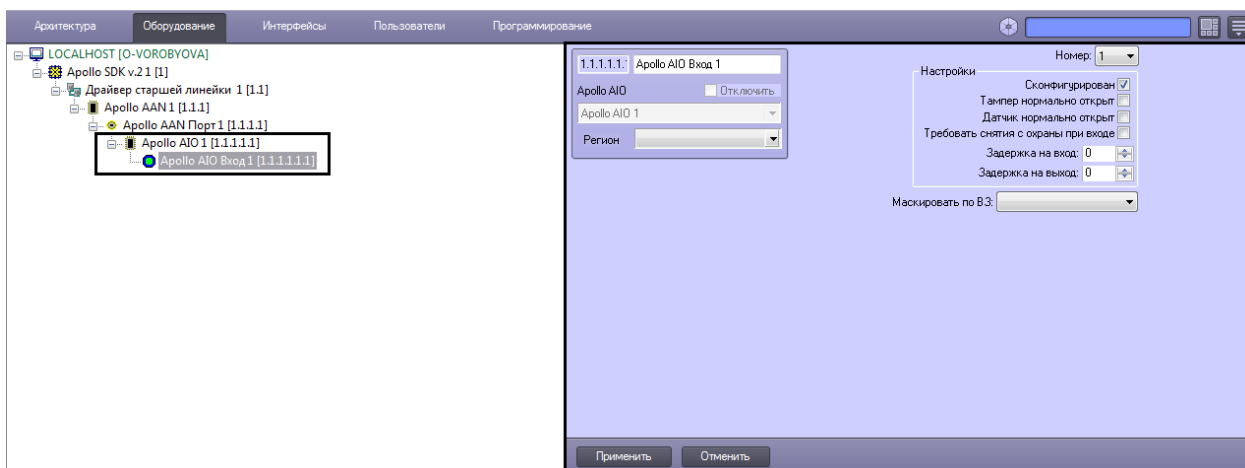 Архитектура Оборудование Интерфейсы Пользователи Программирование
LOCALHOST [O-VOROBYOVA]
Apollo SDK v.2 1 [1]
Драйвер старшей линейки 1 [1.1]
Apollo AAN 1 [1.1.1]
Apollo AAN Порт 1 [1.1.1.1]
Apollo AIO 1 [1.1.1.1.1]
Apollo AIO Вход 1 [1.1.1.1.1.1]
1.1.1.1.1. Apollo AIO Вход 1
Apollo AIO Отключить
Apollo AIO 1
Регион
Номер: 1
Настройки
Сконфигурирован
Тампер нормально открыт
Датчик нормально открыт
Требовать снятия с охраны при входе
Задержка на вход: 0
Задержка на выход: 0
Маскировать по ВЗ:
Применить Отменить